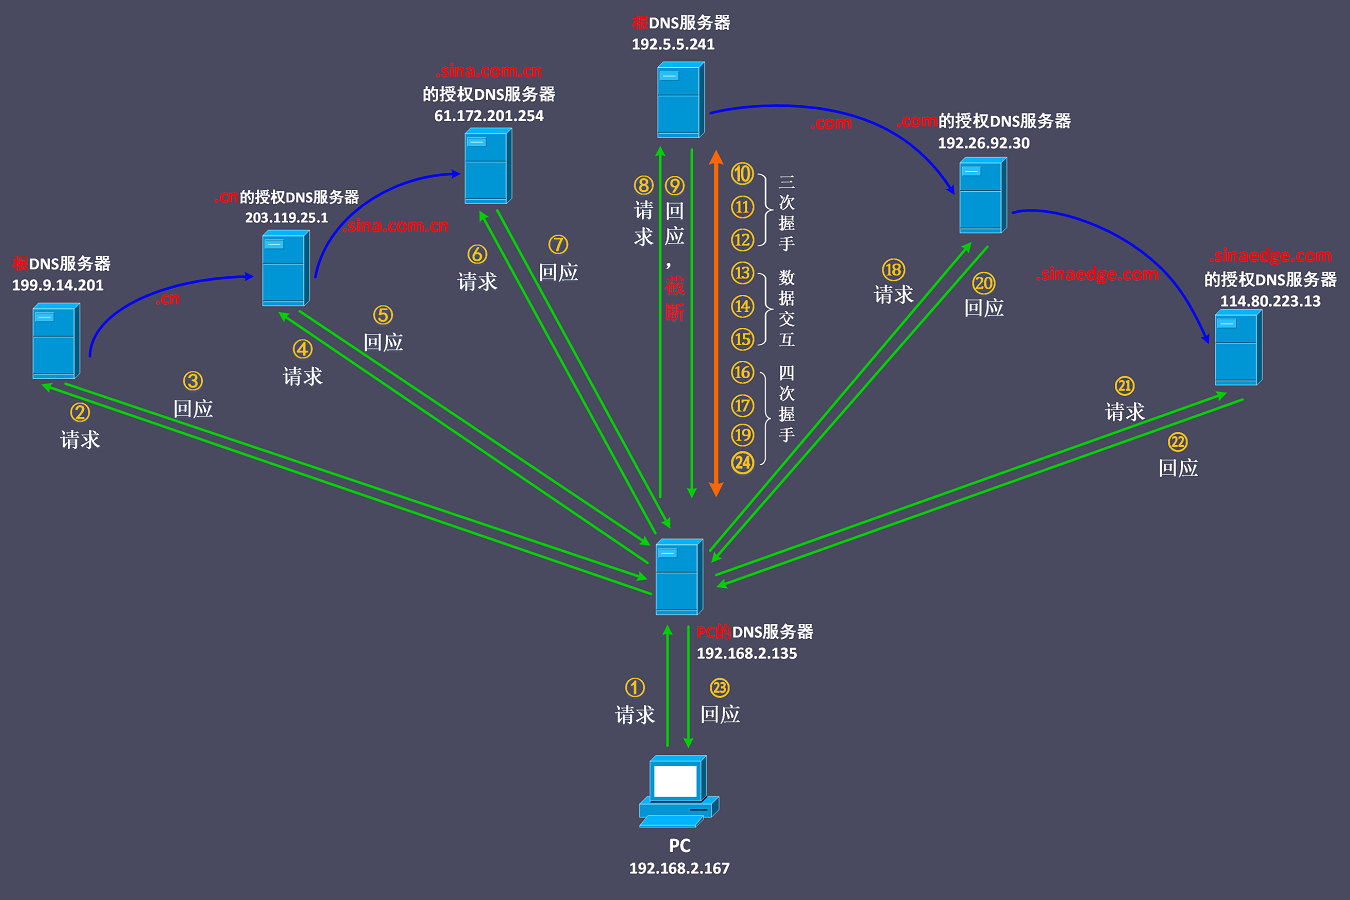 根DNS服务器
192.5.5.241
.sina.com.cn
的授权DNS服务器
61.172.201.254
.com
.com的授权DNS服务器
192.26.92.30
.cn的授权DNS服务器
203.119.25.1
.sina.com.cn
根DNS服务器
199.9.14.201
.cn
.sinaedge.com
.sinaedge.com
的授权DNS服务器
114.80.223.13
②
请求
③
回应
④
请求
⑤
回应
⑥
请求
⑦
回应
⑧
请求
⑨
回应，截断
⑩
⑪
⑫
三次握手
⑬
⑭
⑮
数据交互
⑯
⑰
⑲
㉔
四次握手
⑱
请求
⑳
回应
㉑
请求
㉒
回应
PC的DNS服务器
192.168.2.135
①
请求
㉓
回应
PC
192.168.2.167